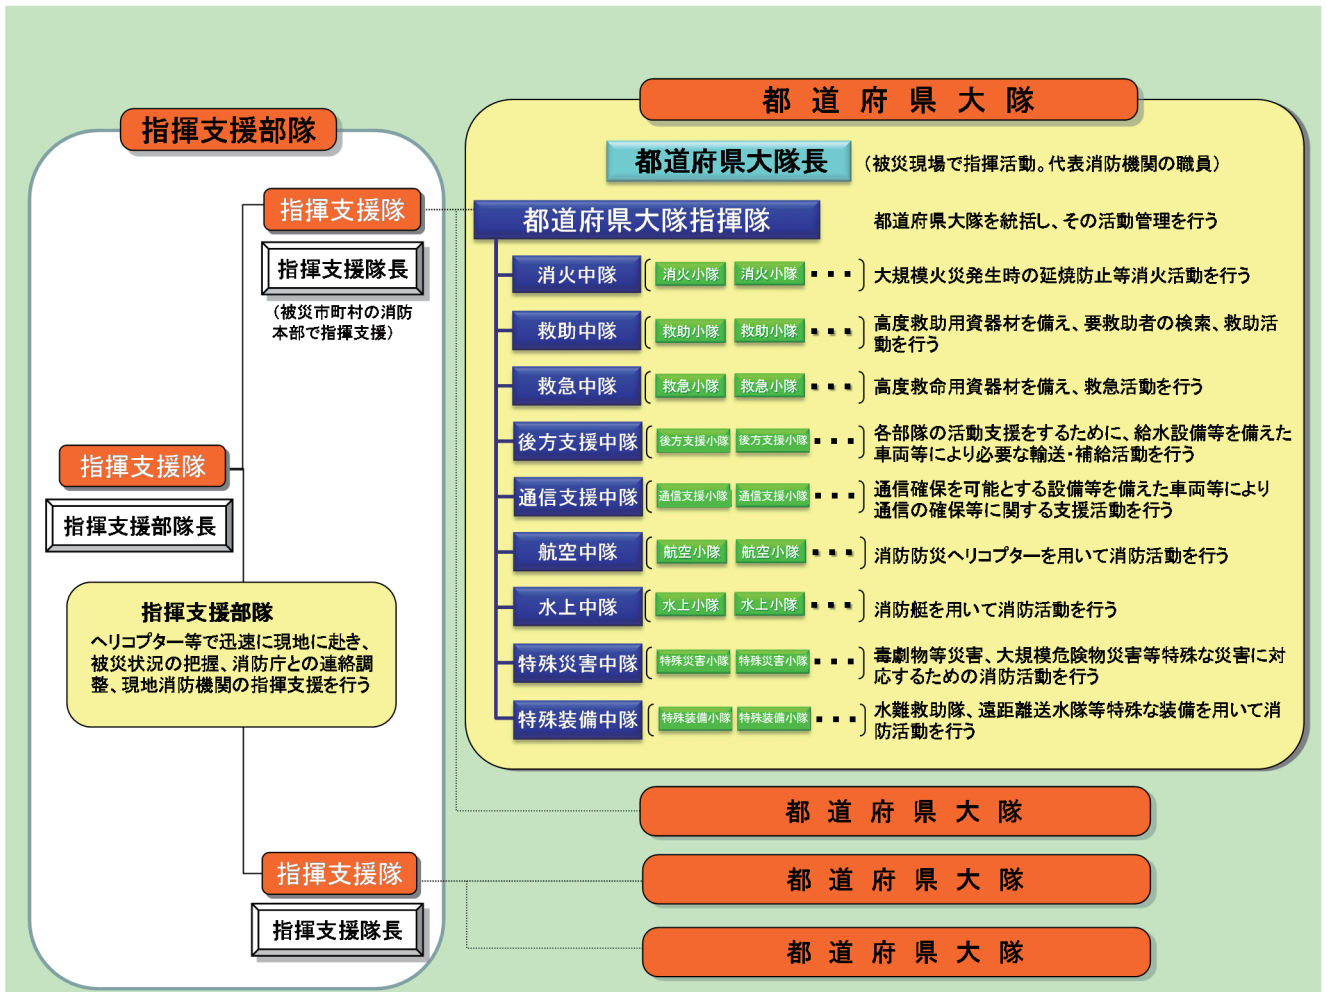 指揮支援部隊
指揮支援隊
指揮支援隊長
（被災市町村の消防
本部で指揮支援）
指揮支援隊
指揮支援部隊長
指揮支援部隊
ヘリコプター等で迅速に現地に赴き、
被災状況の把握、消防庁との連絡調
整、現地消防機関の指揮支援を行う
指揮支援隊
指揮支援隊長
都道府県大隊
都道府県大隊長 （被災現場で指揮活動。代表消防機関の職員）
都道府県大隊指揮隊 都道府県大隊を統括し、その活動管理を行う
消火中隊 （消火小隊 消火小隊 ・・・） 大規模火災発生時の延焼防止等消火活動を行う
救助中隊 （救助小隊 救助小隊 ・・・） 高度救助用資器材を備え、要救助者の検索、救助活
動を行う
救急中隊 （救急小隊 救急小隊 ・・・） 高度救命用資器材を備え、救急活動を行う
後方支援中隊 （後方支援小隊 後方支援小隊 ・・・） 各部隊の活動支援をするために、給水設備等を備えた
車両等により必要な輸送・補給活動を行う
通信支援中隊 （通信支援小隊 通信支援小隊 ・・・） 通信確保を可能とする設備等を備えた車両等により
通信の確保等に関する支援活動を行う
航空中隊 （航空小隊 航空小隊 ・・・） 消防防災ヘリコプターを用いて消防活動を行う
水上中隊 （水上小隊 水上小隊 ・・・） 消防艇を用いて消防活動を行う
特殊災害中隊 （特殊災害小隊 特殊災害小隊 ・・・） 毒劇物等災害、大規模危険物災害等特殊な災害に対
応するための消防活動を行う
特殊装備中隊 （特殊装備小隊 特殊装備小隊 ・・・） 水難救助隊、遠距離送水隊等特殊な装備を用いて消
防活動を行う
都道府県大隊
都道府県大隊
都道府県大隊